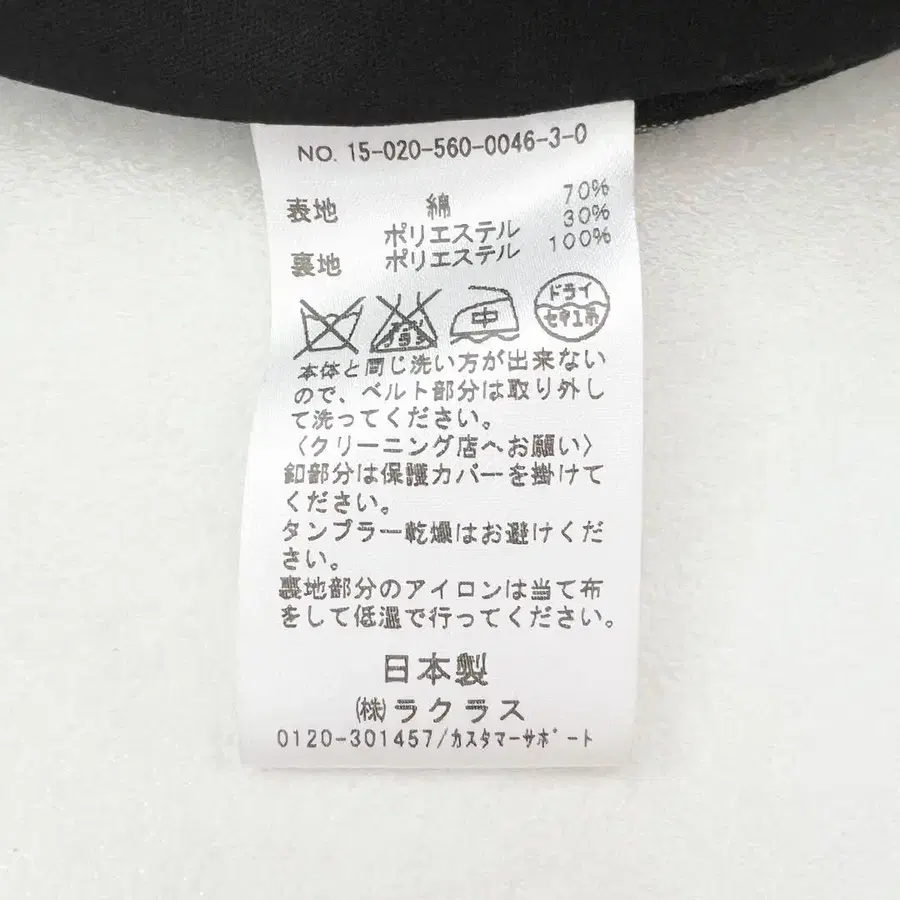 NO. 15-020-560-0046-3-0
表地 綿 70%
ポリエステル 30%
裏地 ポリエステル 100%
エンソサラシ 中 ドライ セキユ系
本体と同じ洗い方が出来ない
ので、ベルト部分は取り外し
て洗ってください。
〈クリーニング店へお願い〉
釦部分は保護カバーを掛けて
ください。
タンブラー乾燥はお避けくだ
さい。
裏地部分のアイロンは当て布
をして低温で行ってください。
日本製
(株)ラクラス
0120-301457/カスタマーサポート